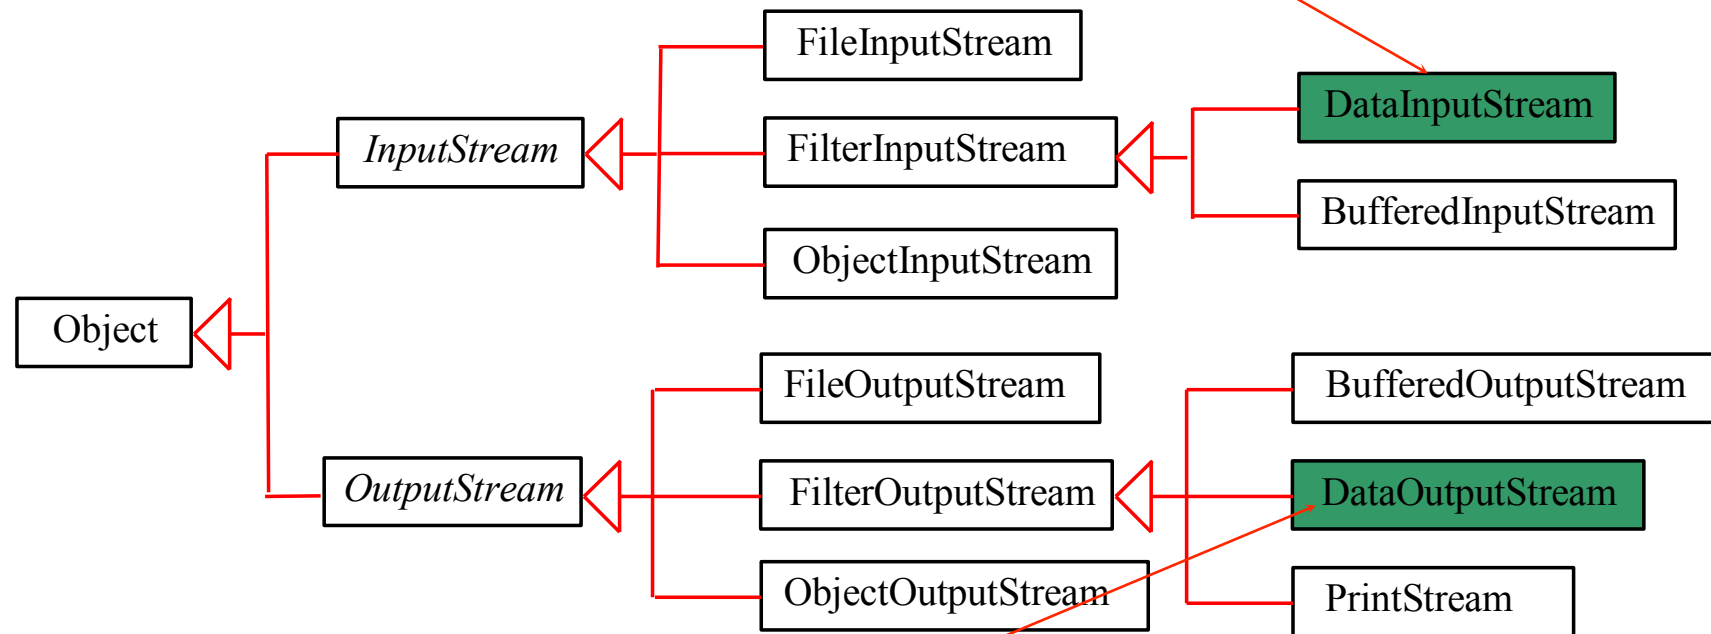 FileInputStream
DataInputStream
InputStream
FilterInputStream
BufferedInputStream
ObjectInputStream
Object
FileOutputStream
BufferedOutputStream
OutputStream
FilterOutputStream
DataOutputStream
ObjectOutputStream
PrintStream